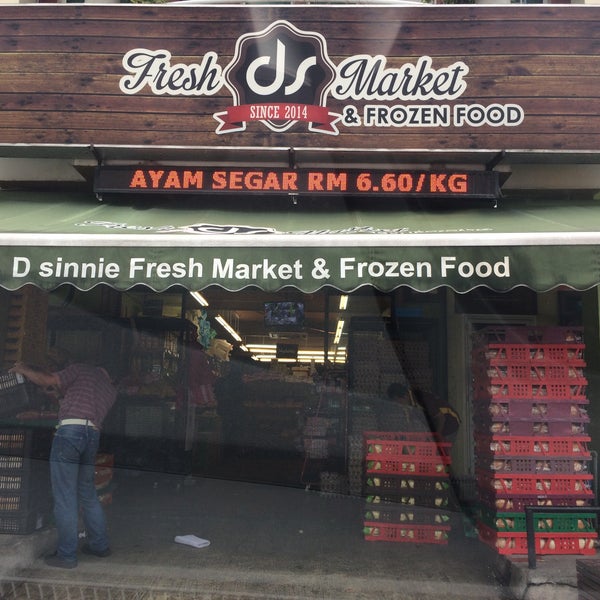 Fresh ds Market
& FROZEN FOOD
SINCE 2014
AYAM SEGAR RM 6.60/KG
D sinnie Fresh Market & Frozen Food